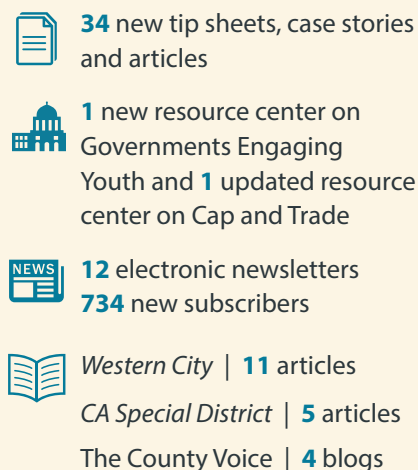 34 new tip sheets, case stories
and articles
1 new resource center on
Governments Engaging
Youth and 1 updated resource
center on Cap and Trade
NEWS
12 electronic newsletters
734 new subscribers
Western City | 11 articles
CA Special District | 5 articles
The County Voice | 4 blogs